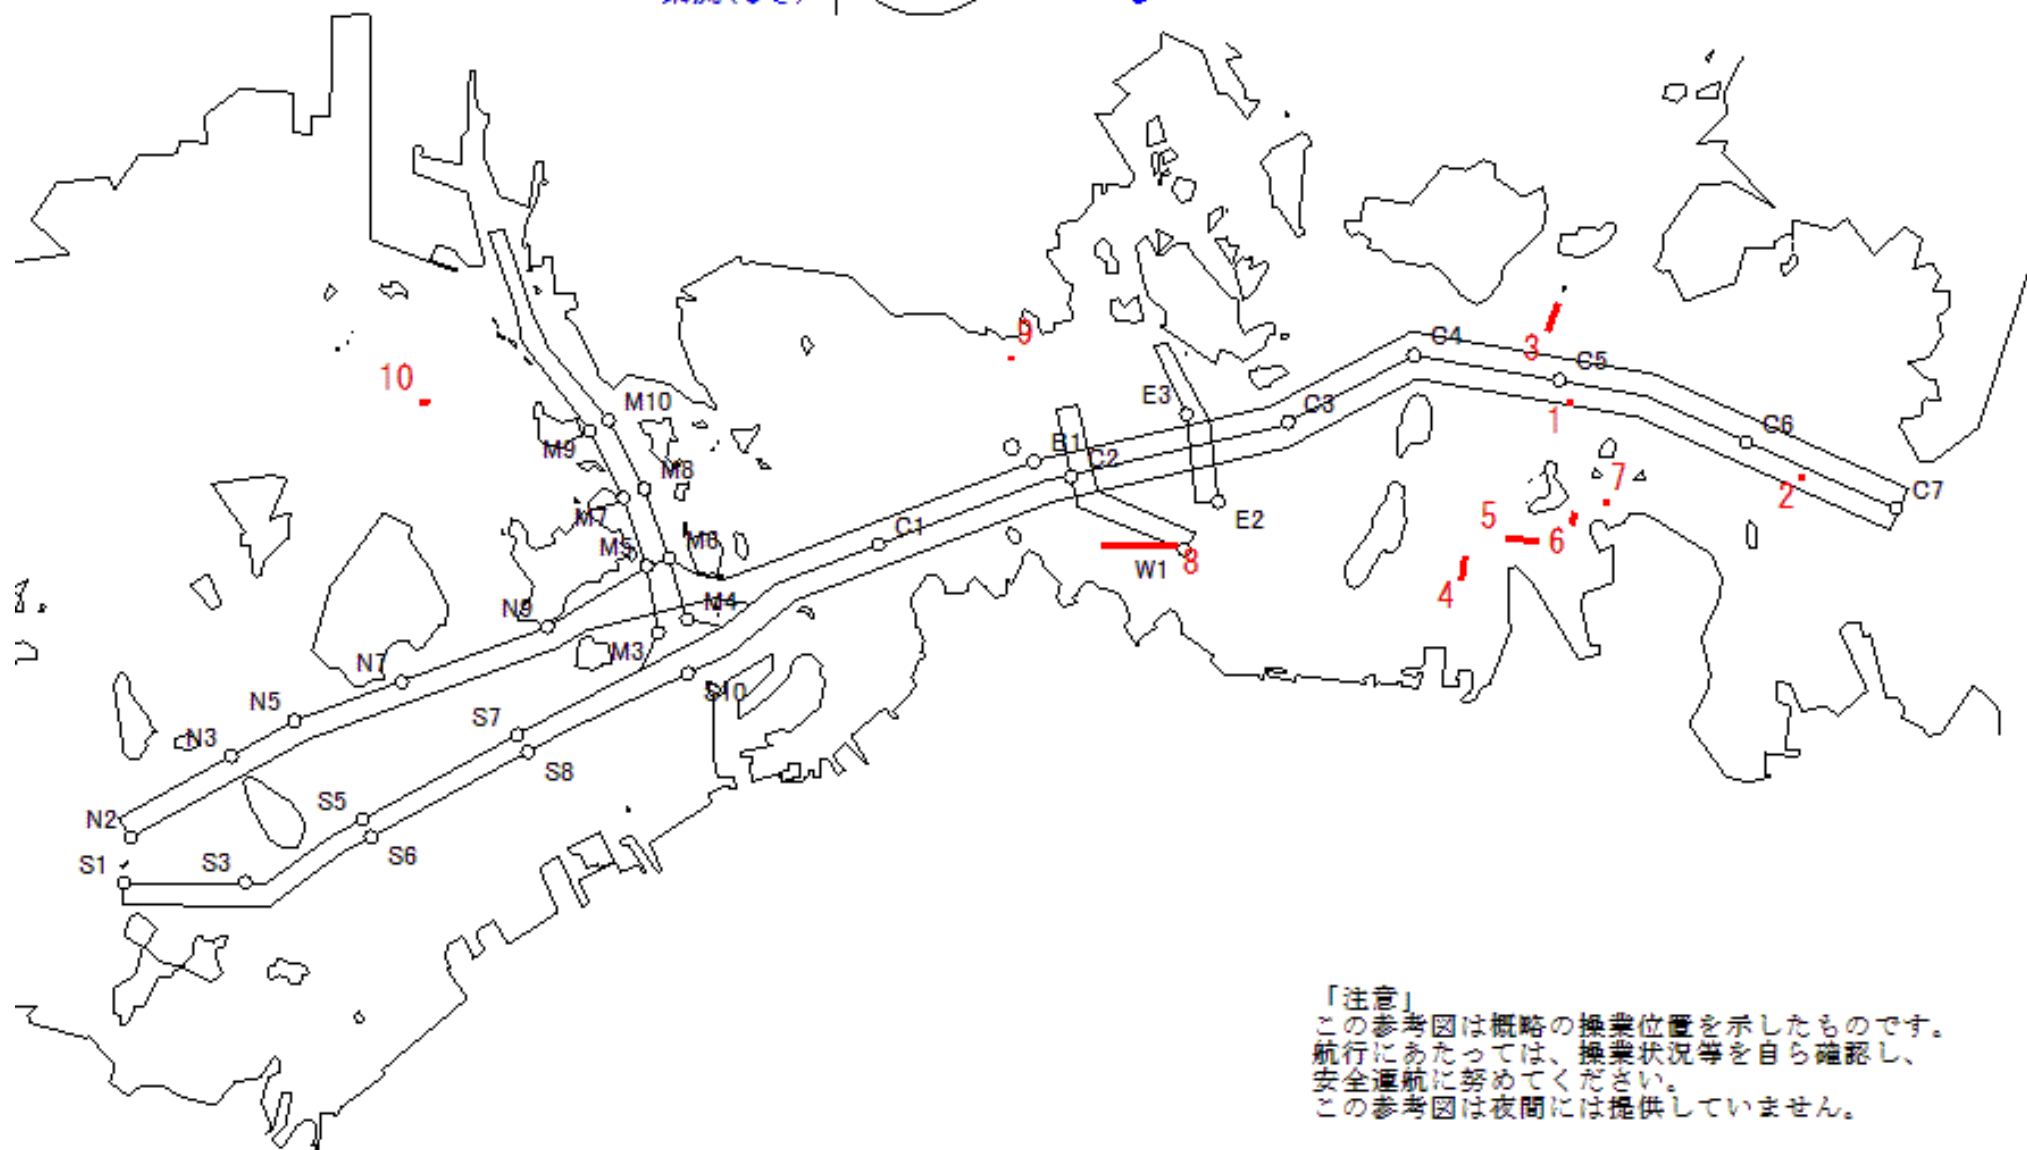 9
C4
3
C5
10
M10
E3
C3
1
C6
M9
B1
C2
M8
7
2
C7
M7
5
E2
C1
M5
M6
6
8
W1
4
N9
M4
M3
N7
S10
N5
S7
N3
S8
S5
N2
S6
S1
S3
「注意」
この参考図は概略の操業位置を示したものです。
航行にあたっては、操業状況等を自ら確認し、
安全運航に努めてください。
この参考図は夜間には提供していません。